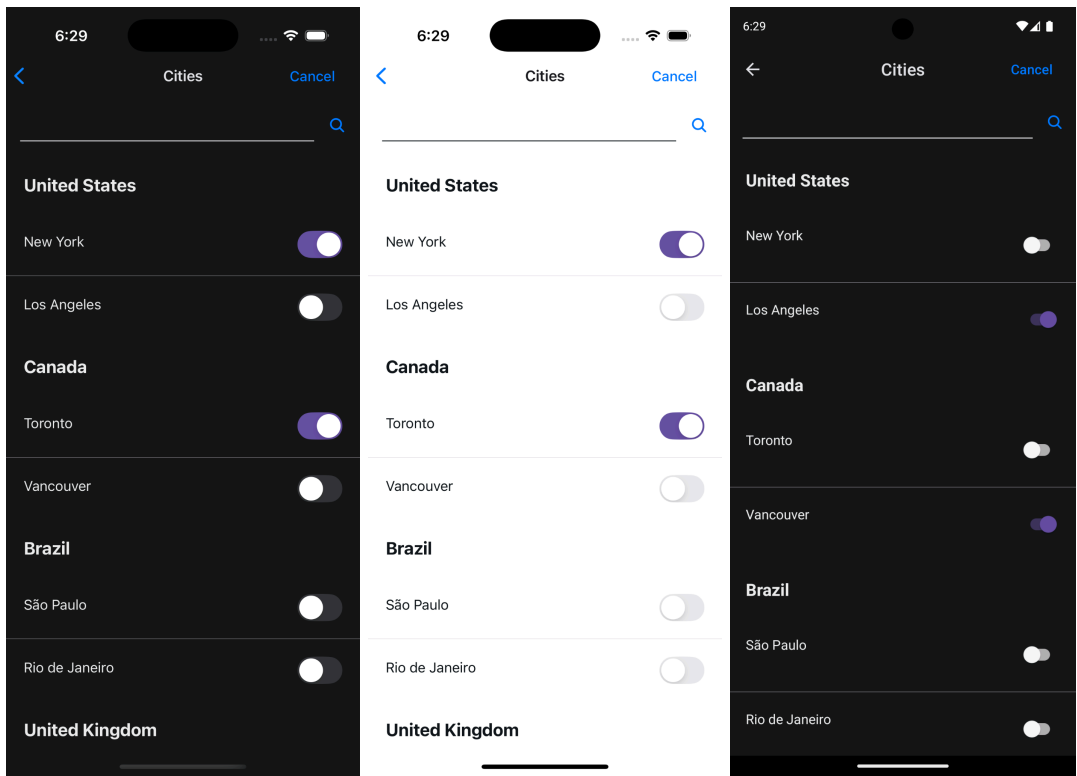 6:29
Cities
Cancel
United States
New York
Los Angeles
Canada
Toronto
Vancouver
Brazil
São Paulo
Rio de Janeiro
United Kingdom
6:29
Cities
Cancel
United States
New York
Los Angeles
Canada
Toronto
Vancouver
Brazil
São Paulo
Rio de Janeiro
United Kingdom
6:29
Cities
Cancel
United States
New York
Los Angeles
Canada
Toronto
Vancouver
Brazil
São Paulo
Rio de Janeiro